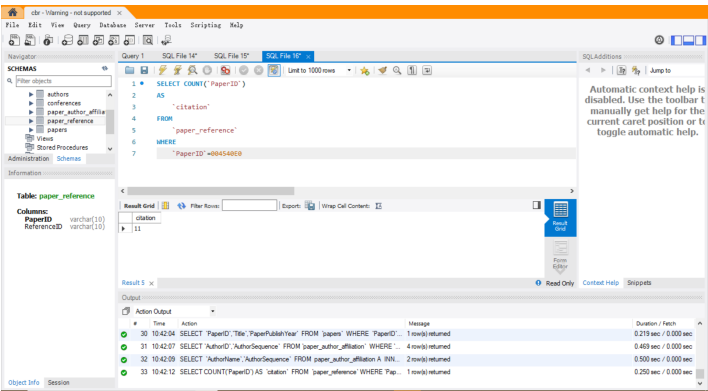 cbr - Warning - not supported ×
File Edit View Query Database Server Tools Scripting Help
Navigator
SCHEMAS
Filter objects
authors
conferences
paper_author_affiliat
paper_reference
papers
Views
Stored Procedures
Administration Schemas
Information
Table: paper_reference
Columns:
PaperID varchar(10)
ReferenceID varchar(10)
Object Info Session
Query 1 SQL File 14* SQL File 15* SQL File 16* ×
Limit to 1000 rows
1 SELECT COUNT(`PaperID`)
2 AS
3 `citation`
4 FROM
5 `paper_reference`
6 WHERE
7 `PaperID`=004540E0
Result Grid Filter Rows: Export: Wrap Cell Content:
citation
11
Result Grid
Form Editor
Result 5 × Read Only
SQLAdditions
Jump to
Automatic context help is
disabled. Use the toolbar t
manually get help for the
current caret position or to
toggle automatic help.
Context Help Snippets
Output
Action Output
# Time Action Message Duration / Fetch
30 10:42:04 SELECT `PaperID`,`Title`,`PaperPublishYear` FROM `papers` WHERE `PaperID`... 1 row(s) returned 0.219 sec / 0.000 sec
31 10:42:07 SELECT `AuthorID`,`AuthorSequence` FROM `paper_author_affiliation` WHERE `... 4 row(s) returned 0.469 sec / 0.000 sec
32 10:42:09 SELECT `AuthorName`,`AuthorSequence` FROM paper_author_affiliation A INN... 2 row(s) returned 0.500 sec / 0.000 sec
33 10:42:12 SELECT COUNT(`PaperID`) AS `citation` FROM `paper_reference` WHERE `Pap... 1 row(s) returned 0.250 sec / 0.000 sec